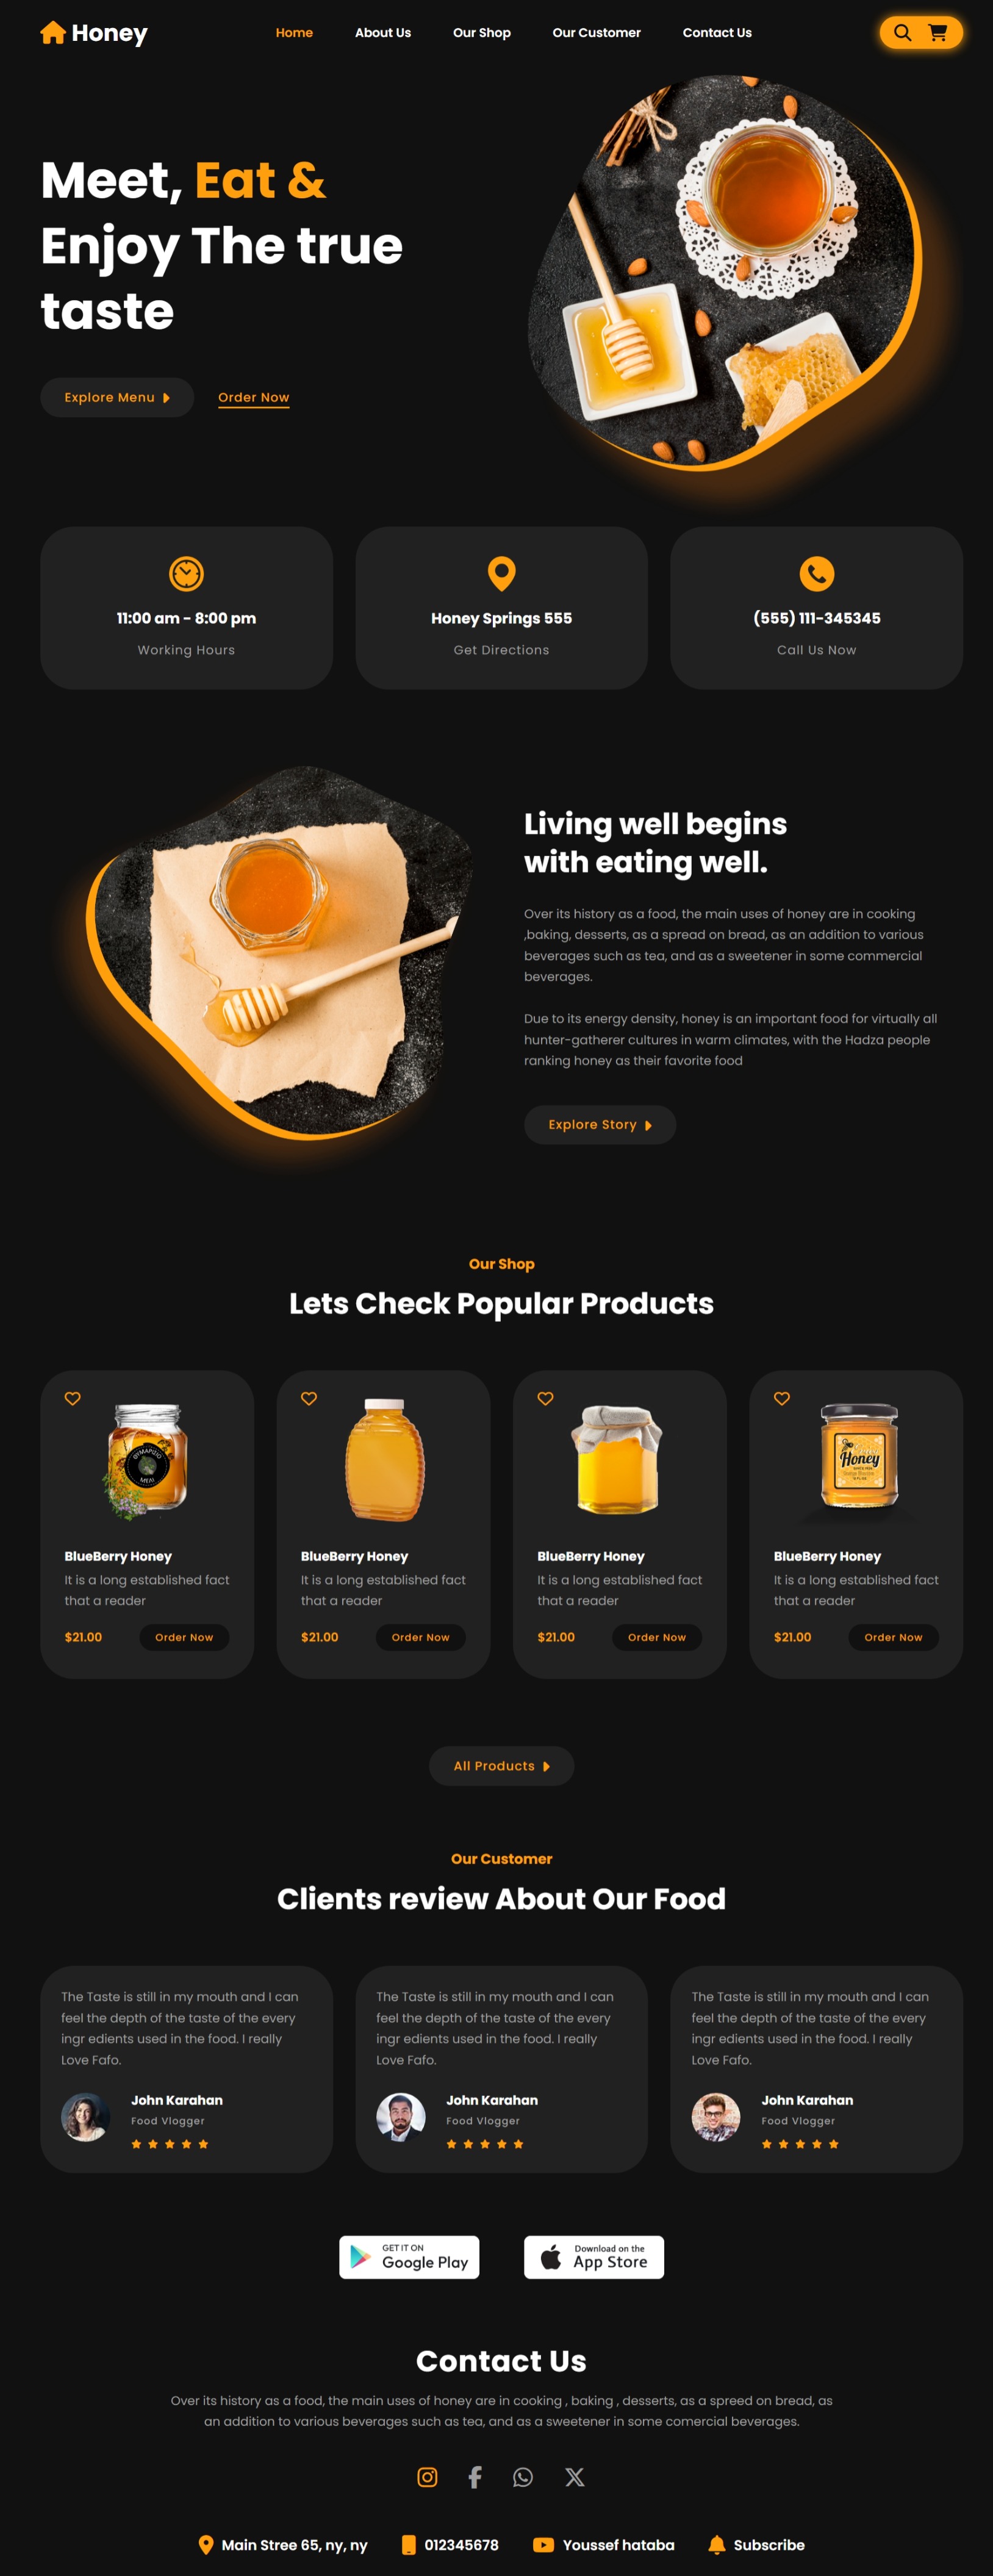 Honey
Home
About Us
Our Shop
Our Customer
Contact Us
Meet, Eat &
Enjoy The true
taste
Explore Menu
Order Now
11:00 am - 8:00 pm
Working Hours
Honey Springs 555
Get Directions
(555) 111-345345
Call Us Now
Living well begins
with eating well.
Over its history as a food, the main uses of honey are in cooking
,baking, desserts, as a spread on bread, as an addition to various
beverages such as tea, and as a sweetener in some commercial
beverages.
Due to its energy density, honey is an important food for virtually all
hunter-gatherer cultures in warm climates, with the Hadza people
ranking honey as their favorite food
Explore Story
Our Shop
Lets Check Popular Products
ΜΕΛΙ
BlueBerry Honey
It is a long established fact
that a reader
$21.00
Order Now
BlueBerry Honey
It is a long established fact
that a reader
$21.00
Order Now
BlueBerry Honey
It is a long established fact
that a reader
$21.00
Order Now
Honey
BlueBerry Honey
It is a long established fact
that a reader
$21.00
Order Now
All Products
Our Customer
Clients review About Our Food
The Taste is still in my mouth and I can
feel the depth of the taste of the every
ingr edients used in the food. I really
Love Fafo.
John Karahan
Food Vlogger
The Taste is still in my mouth and I can
feel the depth of the taste of the every
ingr edients used in the food. I really
Love Fafo.
John Karahan
Food Vlogger
The Taste is still in my mouth and I can
feel the depth of the taste of the every
ingr edients used in the food. I really
Love Fafo.
John Karahan
Food Vlogger
GET IT ON
Google Play
Download on the
App Store
Contact Us
Over its history as a food, the main uses of honey are in cooking , baking , desserts, as a spreed on bread, as
an addition to various beverages such as tea, and as a sweetener in some comercial beverages.
Main Stree 65, ny, ny
012345678
Youssef hataba
Subscribe